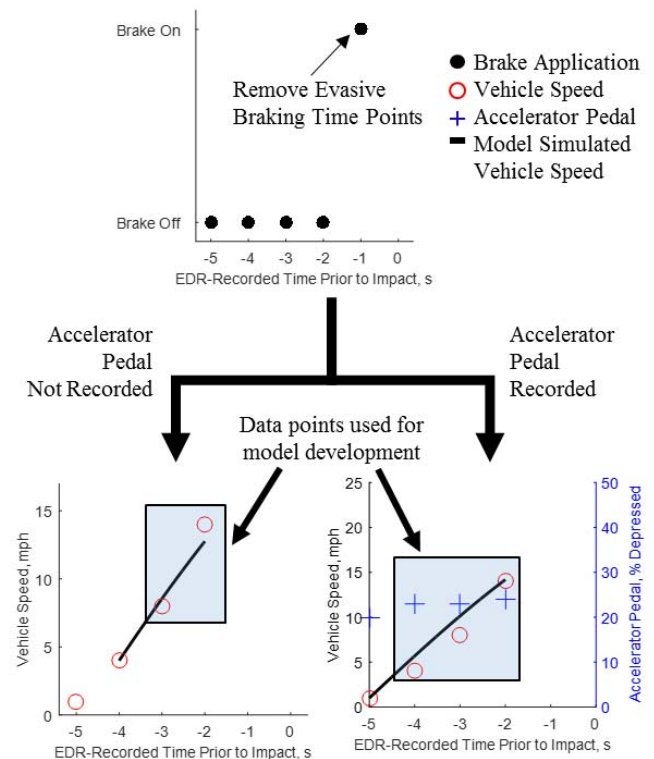 Brake On
Remove Evasive
Braking Time Points
Brake Off
-5 -4 -3 -2 -1 0
EDR-Recorded Time Prior to Impact, s
Brake Application
Vehicle Speed
Accelerator Pedal
Model Simulated
Vehicle Speed
Accelerator
Pedal
Not Recorded
Accelerator
Pedal
Recorded
Data points used for
model development
Vehicle Speed, mph
15
10
5
0
-5 -4 -3 -2 -1 0
EDR-Recorded Time Prior to Impact, s
Vehicle Speed, mph
25
20
15
10
5
0
-5 -4 -3 -2 -1 0
EDR-Recorded Time Prior to Impact, s
50
40
30
20
10
0
Accelerator Pedal, % Depressed